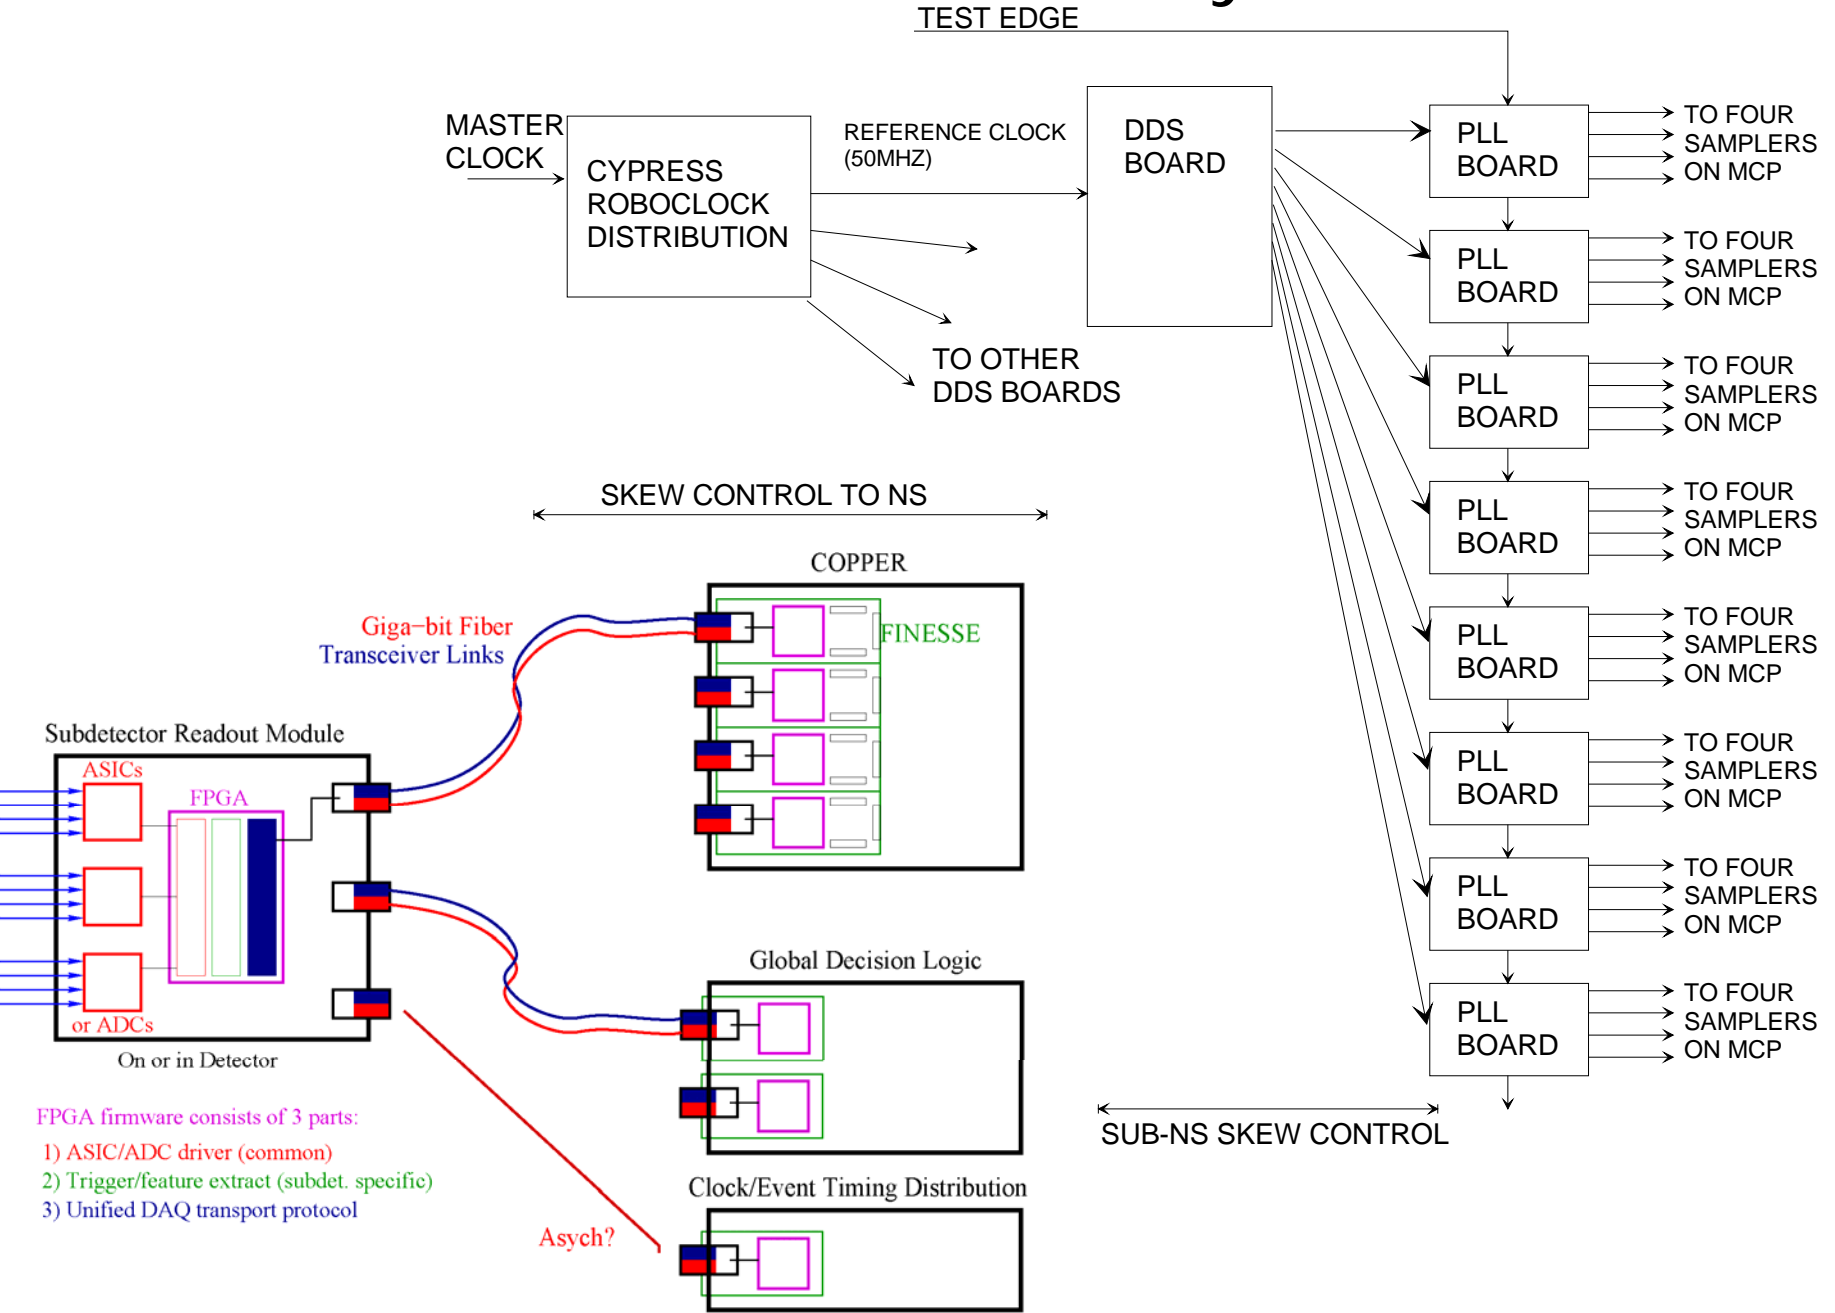 TEST EDGE
MASTER
CLOCK
CYPRESS
ROBOCLOCK
DISTRIBUTION
REFERENCE CLOCK
(50MHZ)
DDS
BOARD
TO OTHER
DDS BOARDS
PLL
BOARD
TO FOUR
SAMPLERS
ON MCP
PLL
BOARD
TO FOUR
SAMPLERS
ON MCP
PLL
BOARD
TO FOUR
SAMPLERS
ON MCP
PLL
BOARD
TO FOUR
SAMPLERS
ON MCP
PLL
BOARD
TO FOUR
SAMPLERS
ON MCP
PLL
BOARD
TO FOUR
SAMPLERS
ON MCP
PLL
BOARD
TO FOUR
SAMPLERS
ON MCP
PLL
BOARD
TO FOUR
SAMPLERS
ON MCP
SKEW CONTROL TO NS
SUB-NS SKEW CONTROL
COPPER
FINESSE
Giga-bit Fiber
Transceiver Links
Subdetector Readout Module
ASICs
FPGA
or ADCs
On or in Detector
Global Decision Logic
Clock/Event Timing Distribution
Asych?
FPGA firmware consists of 3 parts:
1) ASIC/ADC driver (common)
2) Trigger/feature extract (subdet. specific)
3) Unified DAQ transport protocol